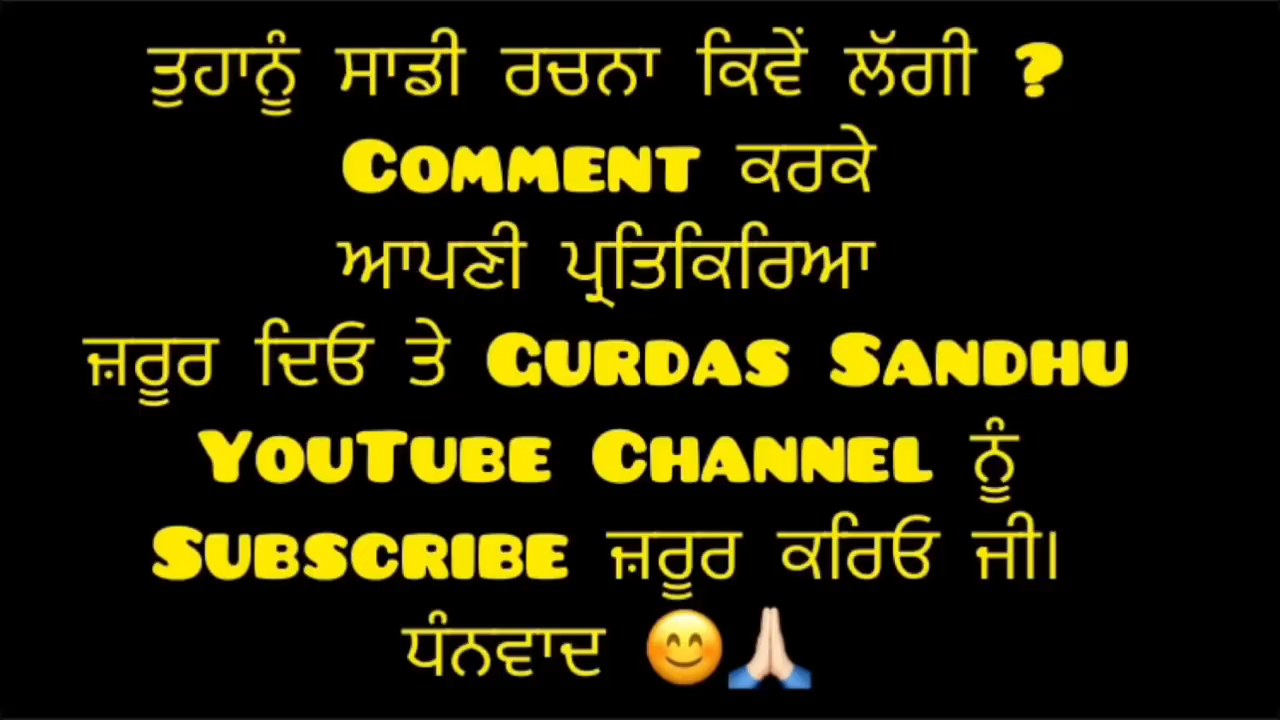 ਤੁਹਾਨੂੰ ਸਾਡੀ ਰਚਨਾ ਕਿਵੇਂ ਲੱਗੀ ?
COMMENT ਕਰਕੇ
ਆਪਣੀ ਪ੍ਰਤਿਕਿਰਿਆ
ਜ਼ਰੂਰ ਦਿਓ ਤੇ GURDAS SANDHU
YOUTUBE CHANNEL ਨੂੰ
SUBSCRIBE ਜ਼ਰੂਰ ਕਰਿਓ ਜੀ।
ਧੰਨਵਾਦ 😊🙏🏻